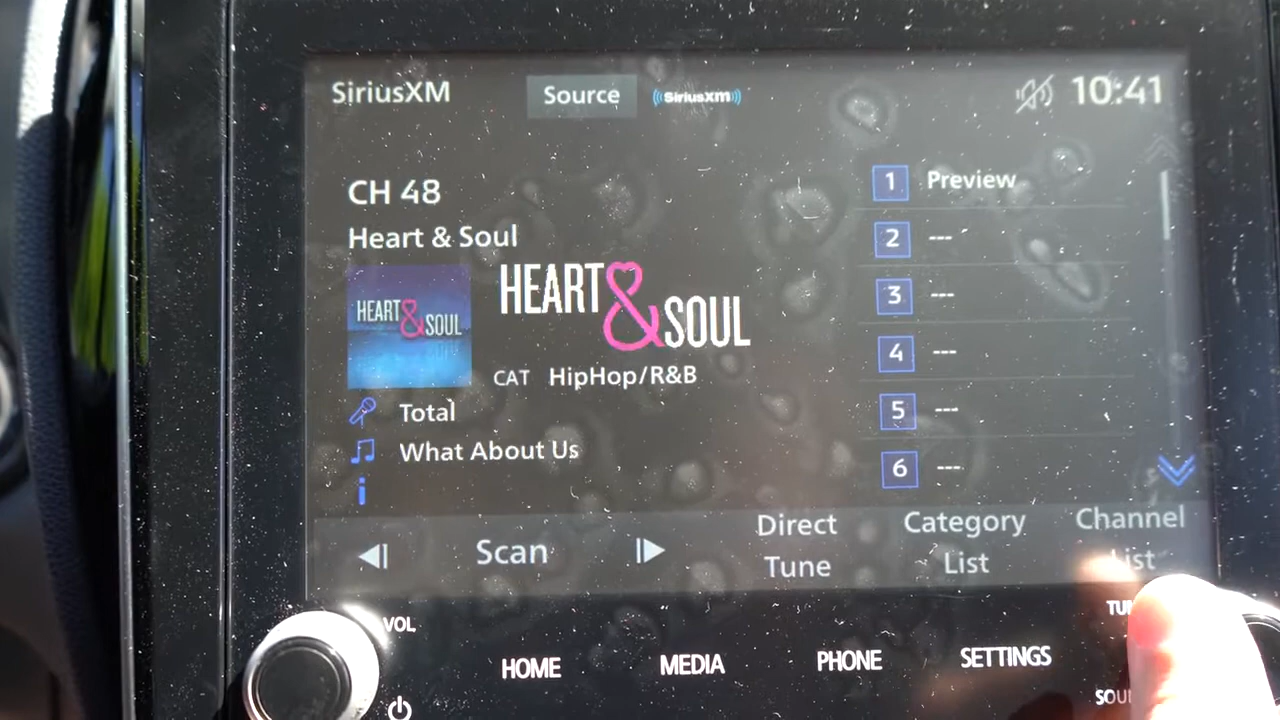 SiriusXM
Source
SiriusXM
10:41
CH 48
Heart & Soul
HEART & SOUL
HEART & SOUL
CAT HipHop/R&B
Total
What About Us
i
1 Preview
2 ---
3 ---
4 ---
5 ---
6 ---
Scan
Direct
Tune
Category
List
Channel
List
VOL
HOME
MEDIA
PHONE
SETTINGS